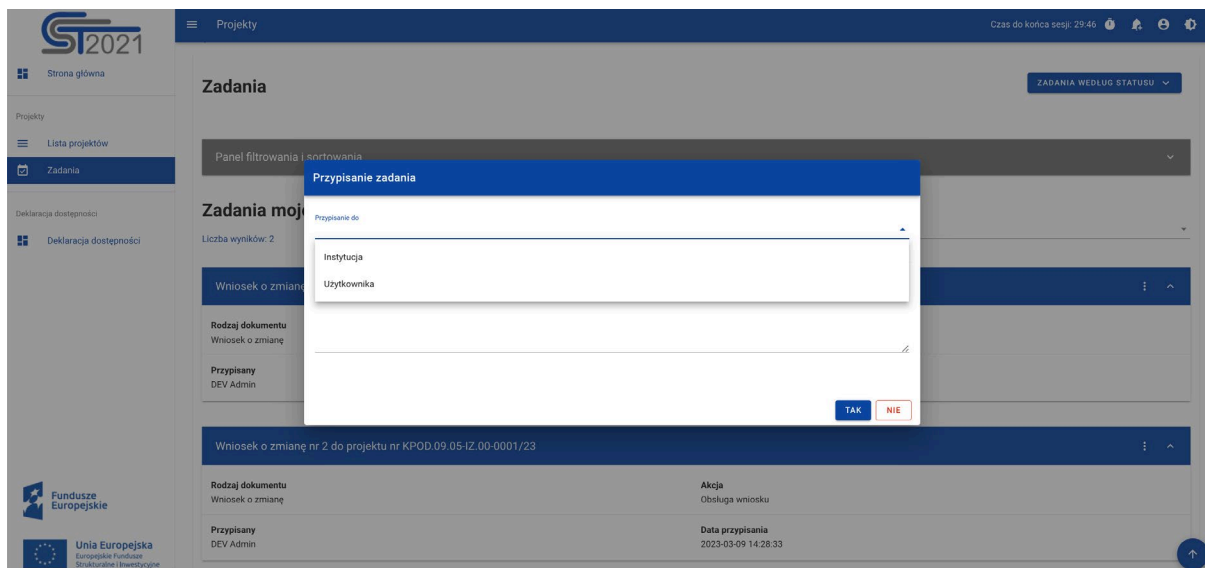 ST2021
Projekty
Czas do końca sesji: 29:46
Strona główna
Projekty
Lista projektów
Zadania
Deklaracja dostępności
Deklaracja dostępności
Fundusze
Europejskie
Unia Europejska
Europejskie Fundusze
Strukturalne i Inwestycyjne
Zadania
ZADANIA WEDŁUG STATUSU
Panel filtrowania i sortowania
Zadania moj
Liczba wyników: 2
Wniosek o zmianę
Rodzaj dokumentu
Wniosek o zmianę
Przypisany
DEV Admin
Przypisanie zadania
Przypisanie do
Instytucja
Użytkownika
TAK
NIE
Wniosek o zmianę nr 2 do projektu nr KPOD.09.05-IZ.00-0001/23
Rodzaj dokumentu
Wniosek o zmianę
Akcja
Obsługa wniosku
Przypisany
DEV Admin
Data przypisania
2023-03-09 14:28:33